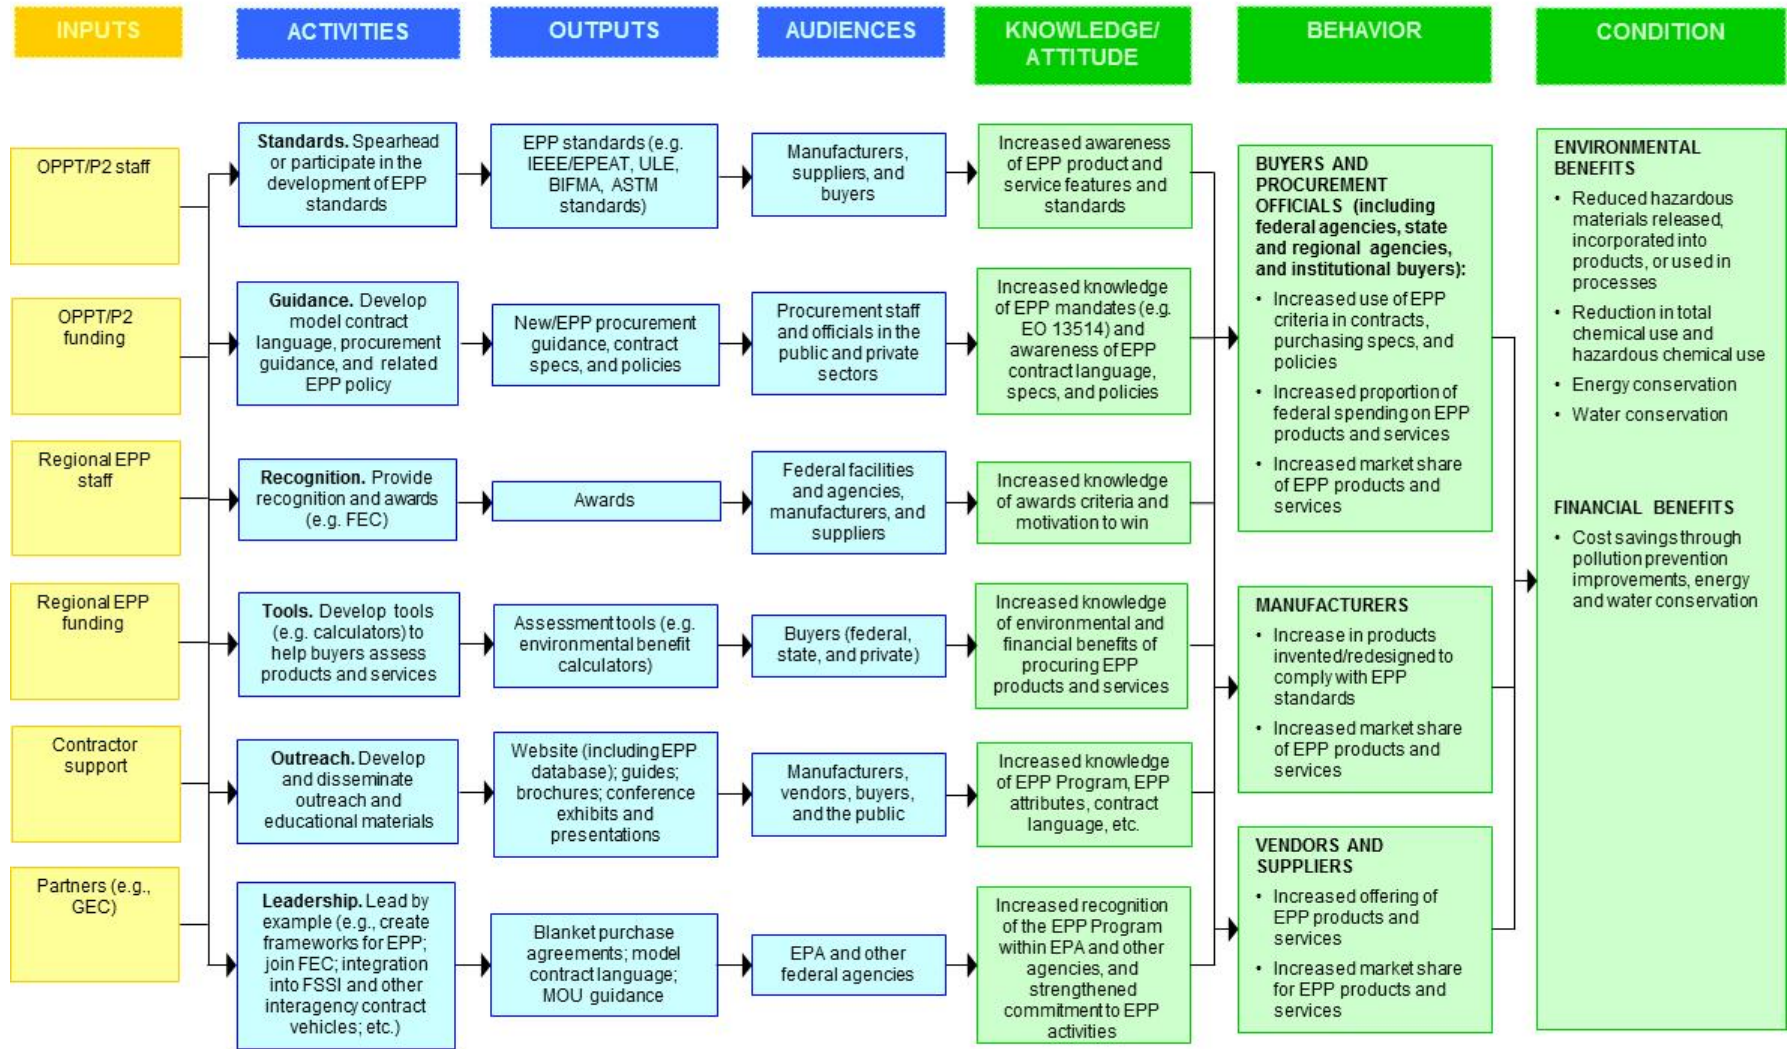 INPUTS
ACTIVITIES
OUTPUTS
AUDIENCES
KNOWLEDGE/
ATTITUDE
BEHAVIOR
CONDITION
OPPT/P2 staff
OPPT/P2
funding
Regional EPP
staff
Regional EPP
funding
Contractor
support
Partners (e.g.,
GEC)
Standards. Spearhead
or participate in the
development of EPP
standards
Guidance. Develop
model contract
language, procurement
guidance, and related
EPP policy
Recognition. Provide
recognition and awards
(e.g. FEC)
Tools. Develop tools
(e.g. calculators) to
help buyers assess
products and services
Outreach. Develop
and disseminate
outreach and
educational materials
Leadership. Lead by
example (e.g., create
frameworks for EPP;
join FEC; integration
into FSSI and other
interagency contract
vehicles; etc.)
EPP standards (e.g.
IEEE/EPEAT, ULE,
BIFMA, ASTM
standards)
New/EPP procurement
guidance, contract
specs, and policies
Awards
Assessment tools (e.g.
environmental benefit
calculators)
Website (including EPP
database); guides;
brochures; conference
exhibits and
presentations
Blanket purchase
agreements; model
contract language;
MOU guidance
Manufacturers,
suppliers, and
buyers
Procurement staff
and officials in the
public and private
sectors
Federal facilities
and agencies,
manufacturers, and
suppliers
Buyers (federal,
state, and private)
Manufacturers,
vendors, buyers,
and the public
EPA and other
federal agencies
Increased awareness
of EPP product and
service features and
standards
Increased knowledge
of EPP mandates (e.g.
EO 13514) and
awareness of EPP
contract language,
specs, and policies
Increased knowledge
of awards criteria and
motivation to win
Increased knowledge
of environmental and
financial benefits of
procuring EPP
products and services
Increased knowledge
of EPP Program, EPP
attributes, contract
language, etc.
Increased recognition
of the EPP Program
within EPA and other
agencies, and
strengthened
commitment to EPP
activities
BUYERS AND
PROCUREMENT
OFFICIALS (including
federal agencies, state
and regional agencies,
and institutional buyers):
• Increased use of EPP
criteria in contracts,
purchasing specs, and
policies
• Increased proportion of
federal spending on EPP
products and services
• Increased market share
of EPP products and
services
MANUFACTURERS
• Increase in products
invented/redesigned to
comply with EPP
standards
• Increased market share
of EPP products and
services
VENDORS AND
SUPPLIERS
• Increased offering of
EPP products and
services
• Increased market share
for EPP products and
services
ENVIRONMENTAL
BENEFITS
• Reduced hazardous
materials released,
incorporated into
products, or used in
processes
• Reduction in total
chemical use and
hazardous chemical use
• Energy conservation
• Water conservation
FINANCIAL BENEFITS
• Cost savings through
pollution prevention
improvements, energy
and water conservation